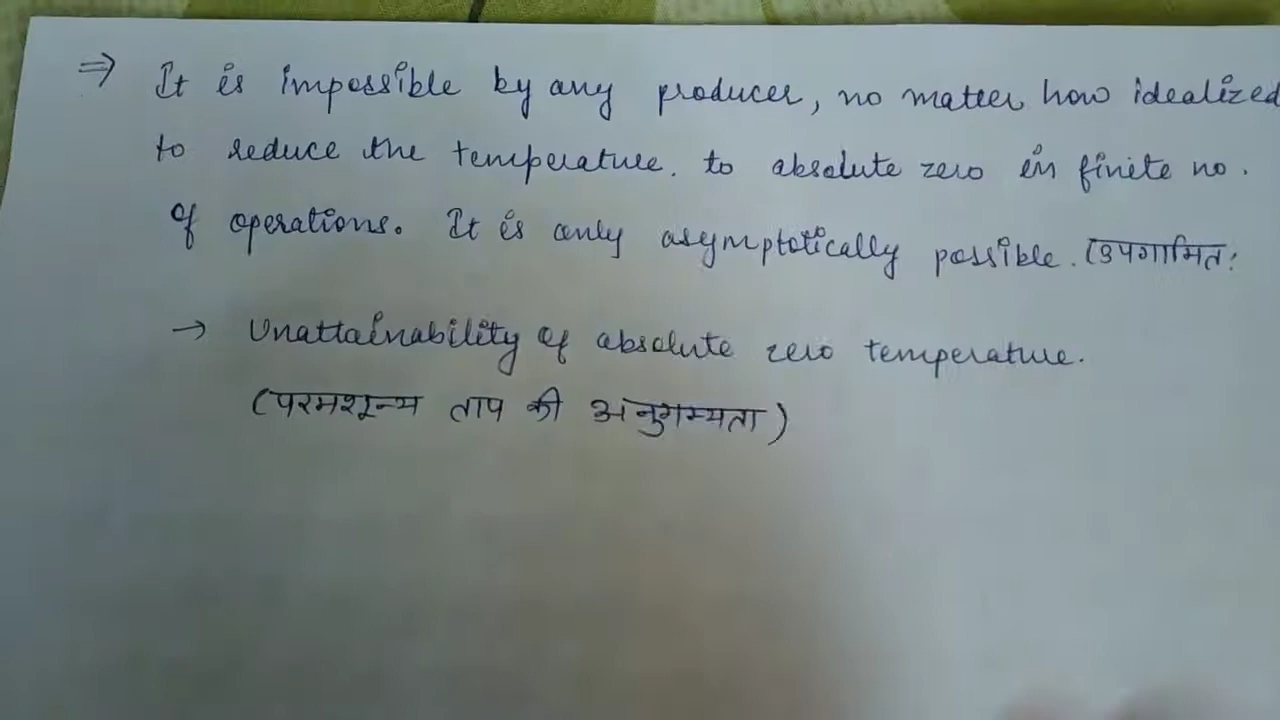 ⇒ It is impossible by any producer, no matter how idealized
to reduce the temperature. to absolute zero in finite no.
of operations. It is only asymptotically possible. (उपगामित:
→ Unattainability of absolute zero temperature.
(परमशून्य ताप की अनुगम्यता)